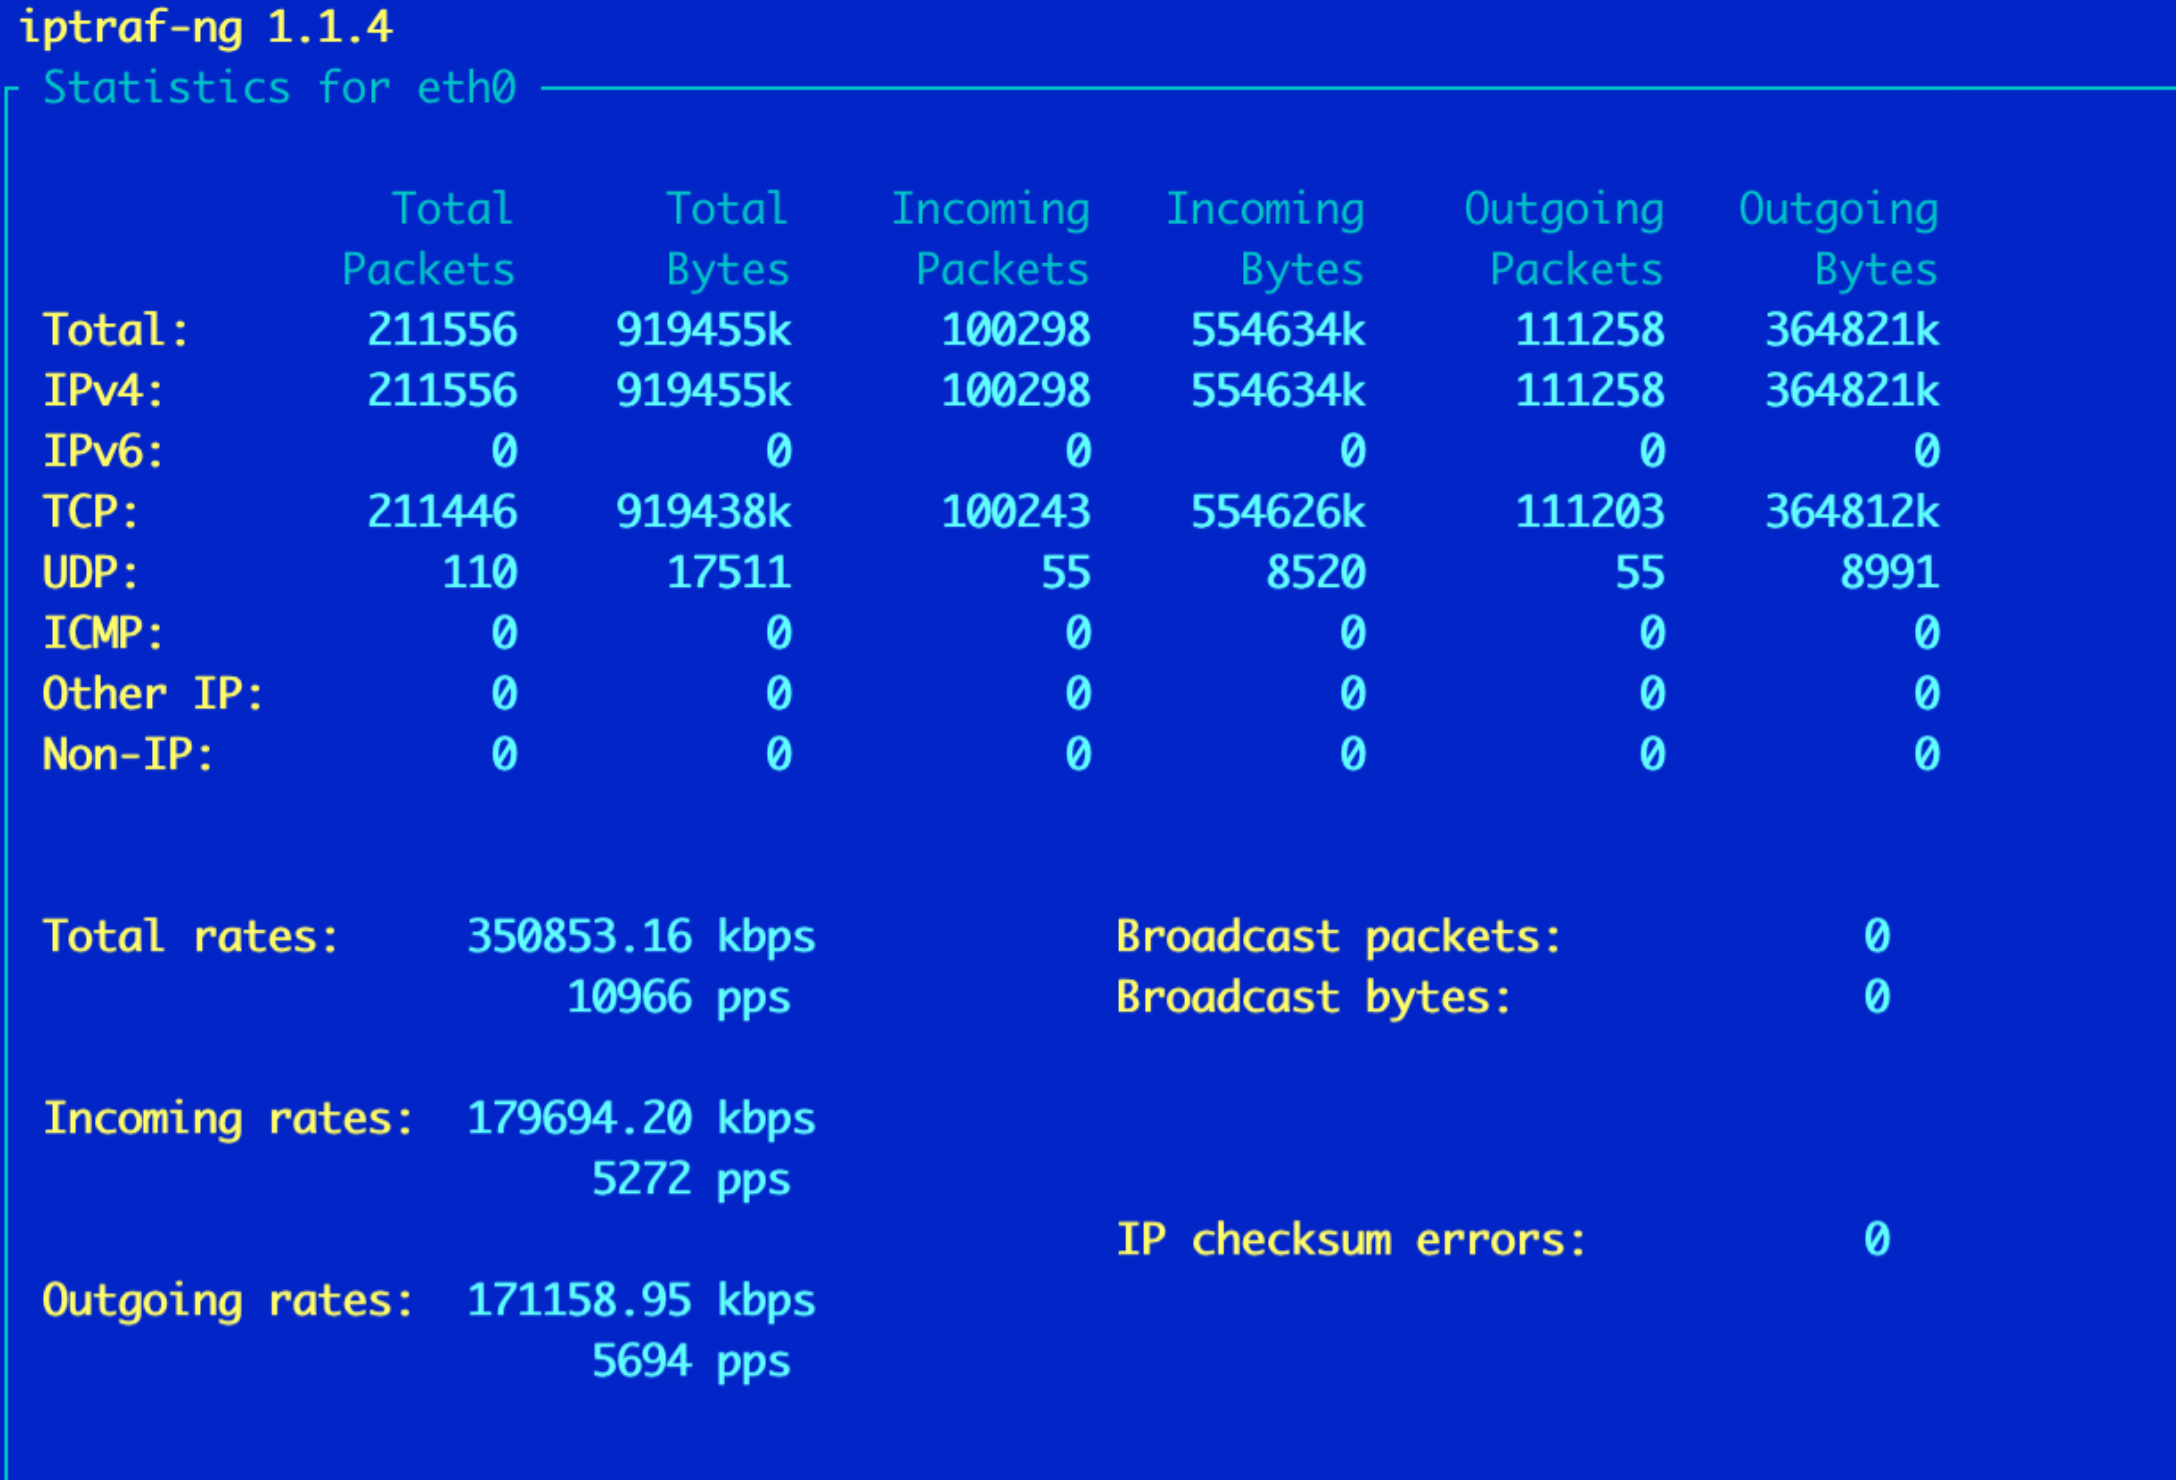 iptraf-ng 1.1.4
Statistics for eth0
Total Total Incoming Incoming Outgoing Outgoing
Packets Bytes Packets Bytes Packets Bytes
Total: 211556 919455k 100298 554634k 111258 364821k
IPv4: 211556 919455k 100298 554634k 111258 364821k
IPv6: 0 0 0 0 0 0
TCP: 211446 919438k 100243 554626k 111203 364812k
UDP: 110 17511 55 8520 55 8991
ICMP: 0 0 0 0 0 0
Other IP: 0 0 0 0 0 0
Non-IP: 0 0 0 0 0 0
Total rates: 350853.16 kbps Broadcast packets: 0
10966 pps Broadcast bytes: 0
Incoming rates: 179694.20 kbps
5272 pps
IP checksum errors: 0
Outgoing rates: 171158.95 kbps
5694 pps